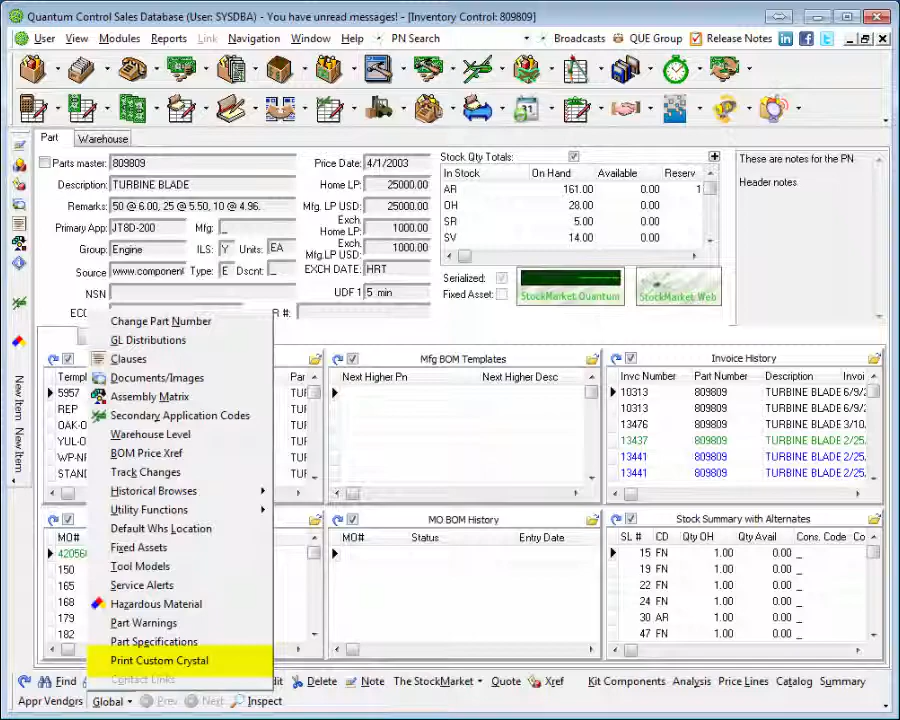 Quantum Control Sales Database (User: SYSDBA) - You have unread messages! - [Inventory Control: 809809]
User View Modules Reports Link Navigation Window Help PN Search Broadcasts QUE Group Release Notes
Part Warehouse
Parts master: 809809 Price Date: 4/1/2003 Stock Qty Totals: These are notes for the PN
Description: TURBINE BLADE Home LP: 25000.00 In Stock On Hand Available Reserv Header notes
Remarks: 50 @ 6.00, 25 @ 5.50, 10 @ 4.96. Mfg. LP USD: 25000.00 AR 161.00 0.00 1
Primary App: JT8D-200 Mfg: _ Exch. Home LP: 1000.00 OH 28.00 0.00
Group: Engine ILS: Y Units: EA Exch. Mfg.LP USD: 1000.00 SR 5.00 0.00
Source www.component Type: E Dscnt: _ EXCH DATE: HRT SV 14.00 0.00
NSN UDF 1 5 min Serialized: Fixed Asset: StockMarket Quantum StockMarket Web
ECC R #:
Change Part Number
GL Distributions
Clauses
Documents/Images
Assembly Matrix
Secondary Application Codes
Warehouse Level
BOM Price Xref
Track Changes
Historical Browses
Utility Functions
Default Whs Location
Fixed Assets
Tool Models
Service Alerts
Hazardous Material
Part Warnings
Part Specifications
Print Custom Crystal
Contact Links
Templ Par
5957 TUF
REP TUF
OAK-O TUF
YUL-O TUF
WP-NF TUF
STAND TUF
Mfg BOM Templates
Next Higher Pn Next Higher Desc
Invoice History
Invc Number Part Number Description Invoi
10313 809809 TURBINE BLADE 6/9/2
10313 809809 TURBINE BLADE 6/9/2
13476 809809 TURBINE BLADE 3/10.
13437 809809 TURBINE BLADE 2/25.
13441 809809 TURBINE BLADE 2/25.
13441 809809 TURBINE BLADE 2/25.
MO#
42056
150
165
168
179
182
MO BOM History
MO# Status Entry Date
Stock Summary with Alternates
SL # CD Qty OH Qty Avail Cons. Code Co
15 FN 1.00 0.00 _
19 FN 1.00 0.00 _
22 FN 1.00 0.00 _
24 FN 1.00 0.00 _
30 AR 1.00 0.00 _
47 FN 1.00 0.00 _
Find dit Delete Note The StockMarket Quote Xref Kit Components Analysis Price Lines Catalog Summary
Appr Vendors Global Prev Next Inspect
New Item New Item